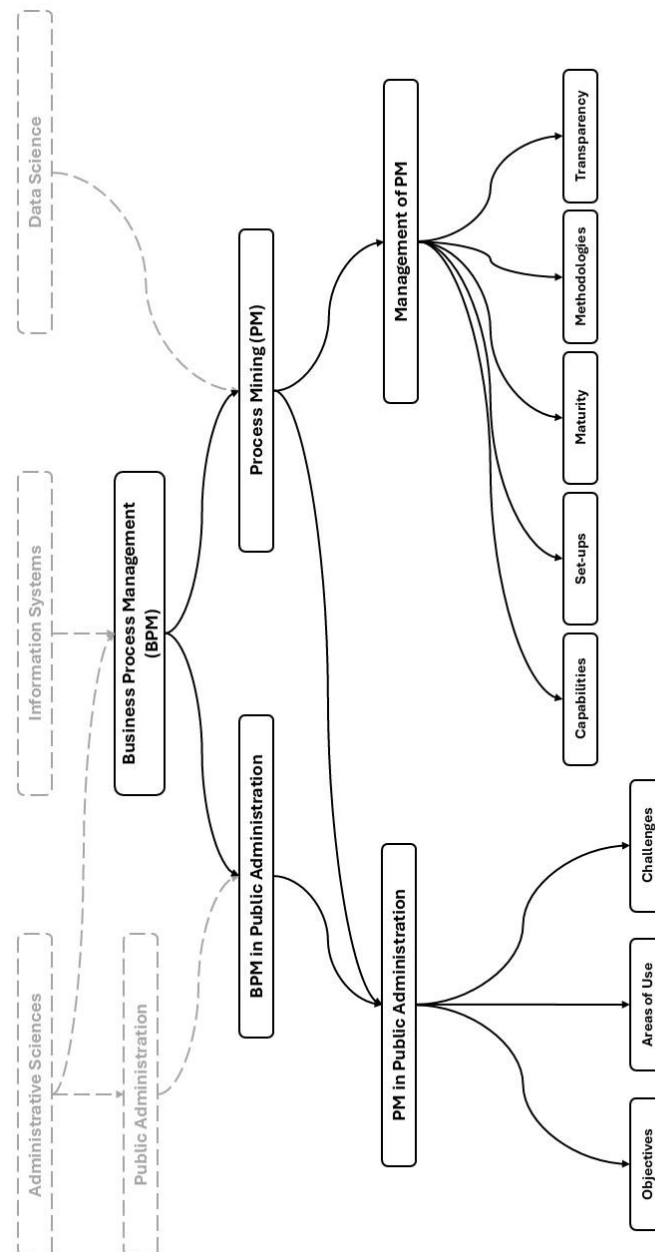 Administrative Sciences
Information Systems
Data Science
Public Administration
Business Process Management
(BPM)
BPM in Public Administration
Process Mining (PM)
PM in Public Administration
Management of PM
Capabilities
Set-ups
Maturity
Methodologies
Transparency
Objectives
Areas of Use
Challenges